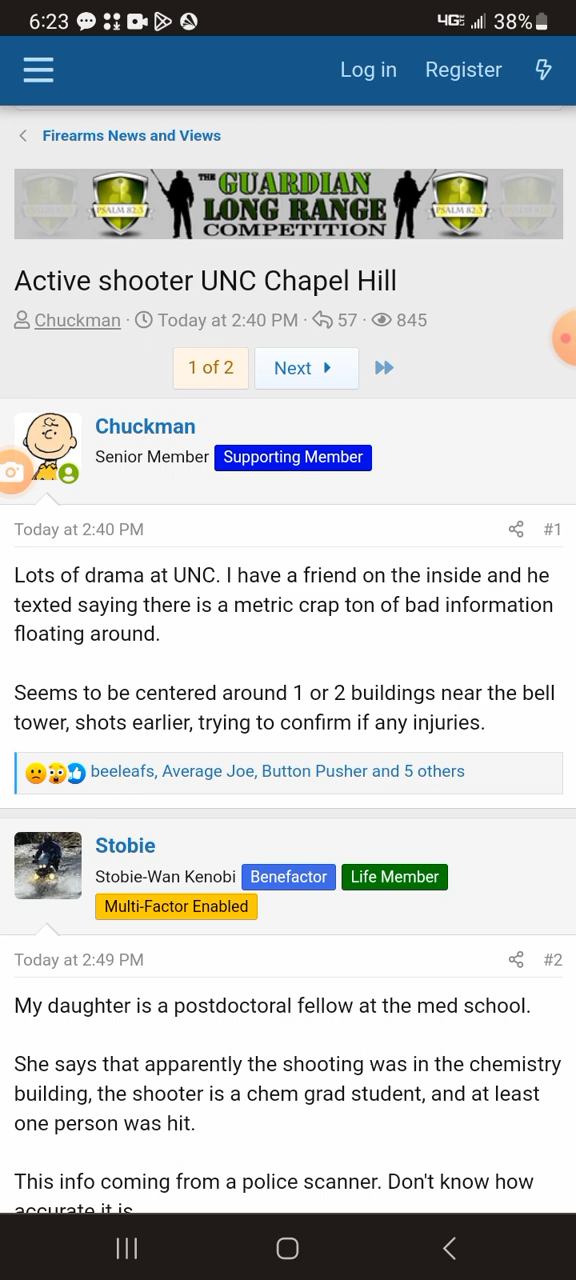 6:23
4GE 38%
Log in Register
Firearms News and Views
PSALM 82:3 THE GUARDIAN PSALM 82:3
LONG RANGE
COMPETITION
Active shooter UNC Chapel Hill
Chuckman · Today at 2:40 PM · 57 · 845
1 of 2 Next
Chuckman
Senior Member Supporting Member
Today at 2:40 PM #1
Lots of drama at UNC. I have a friend on the inside and he
texted saying there is a metric crap ton of bad information
floating around.
Seems to be centered around 1 or 2 buildings near the bell
tower, shots earlier, trying to confirm if any injuries.
beeleafs, Average Joe, Button Pusher and 5 others
Stobie
Stobie-Wan Kenobi Benefactor Life Member
Multi-Factor Enabled
Today at 2:49 PM #2
My daughter is a postdoctoral fellow at the med school.
She says that apparently the shooting was in the chemistry
building, the shooter is a chem grad student, and at least
one person was hit.
This info coming from a police scanner. Don't know how
accurate it is